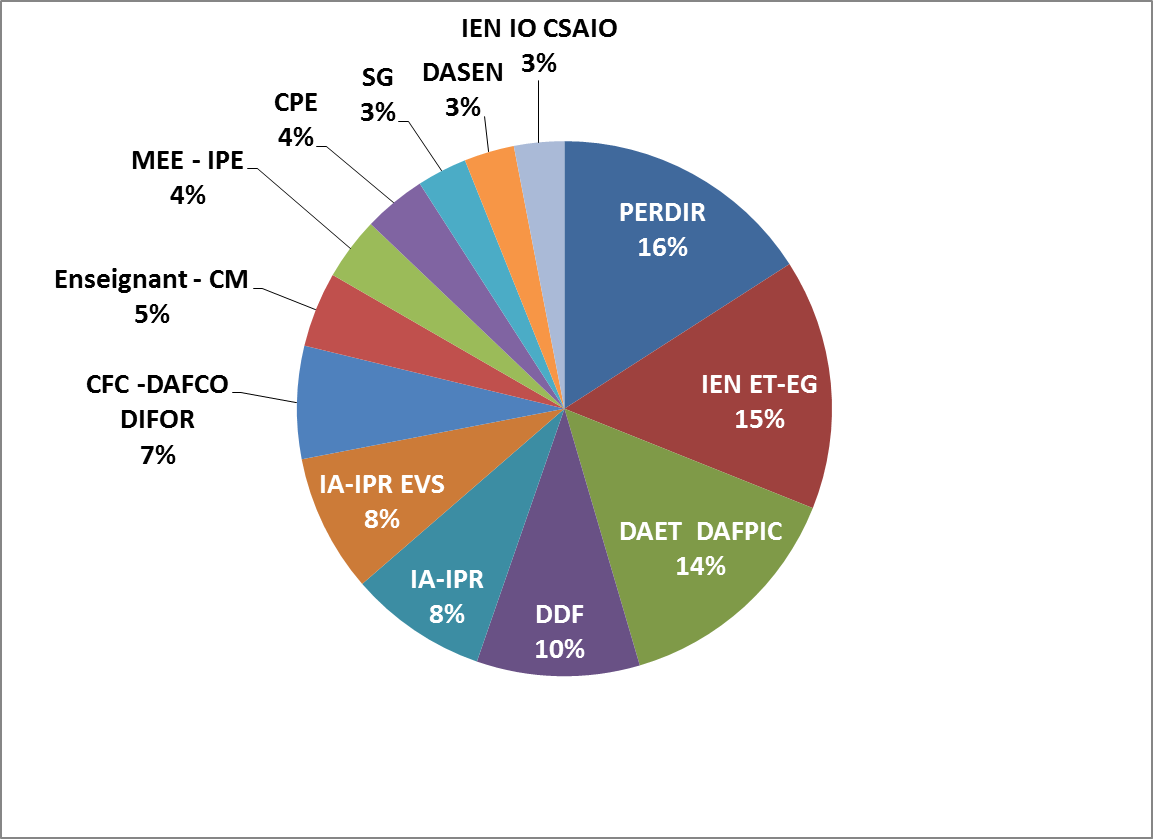 IEN IO CSAIO
3%
DASEN
3%
SG
3%
CPE
4%
MEE - IPE
4%
Enseignant - CM
5%
CFC -DAFCO
DIFOR
7%
IA-IPR EVS
8%
IA-IPR
8%
DDF
10%
DAET  DAFPIC
14%
IEN ET-EG
15%
PERDIR
16%